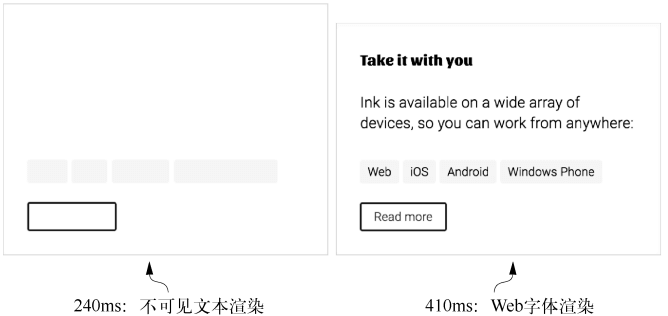 Take it with you
Ink is available on a wide array of
devices, so you can work from anywhere:
Web iOS Android Windows Phone
Read more
240ms: 不可见文本渲染
410ms: Web字体渲染